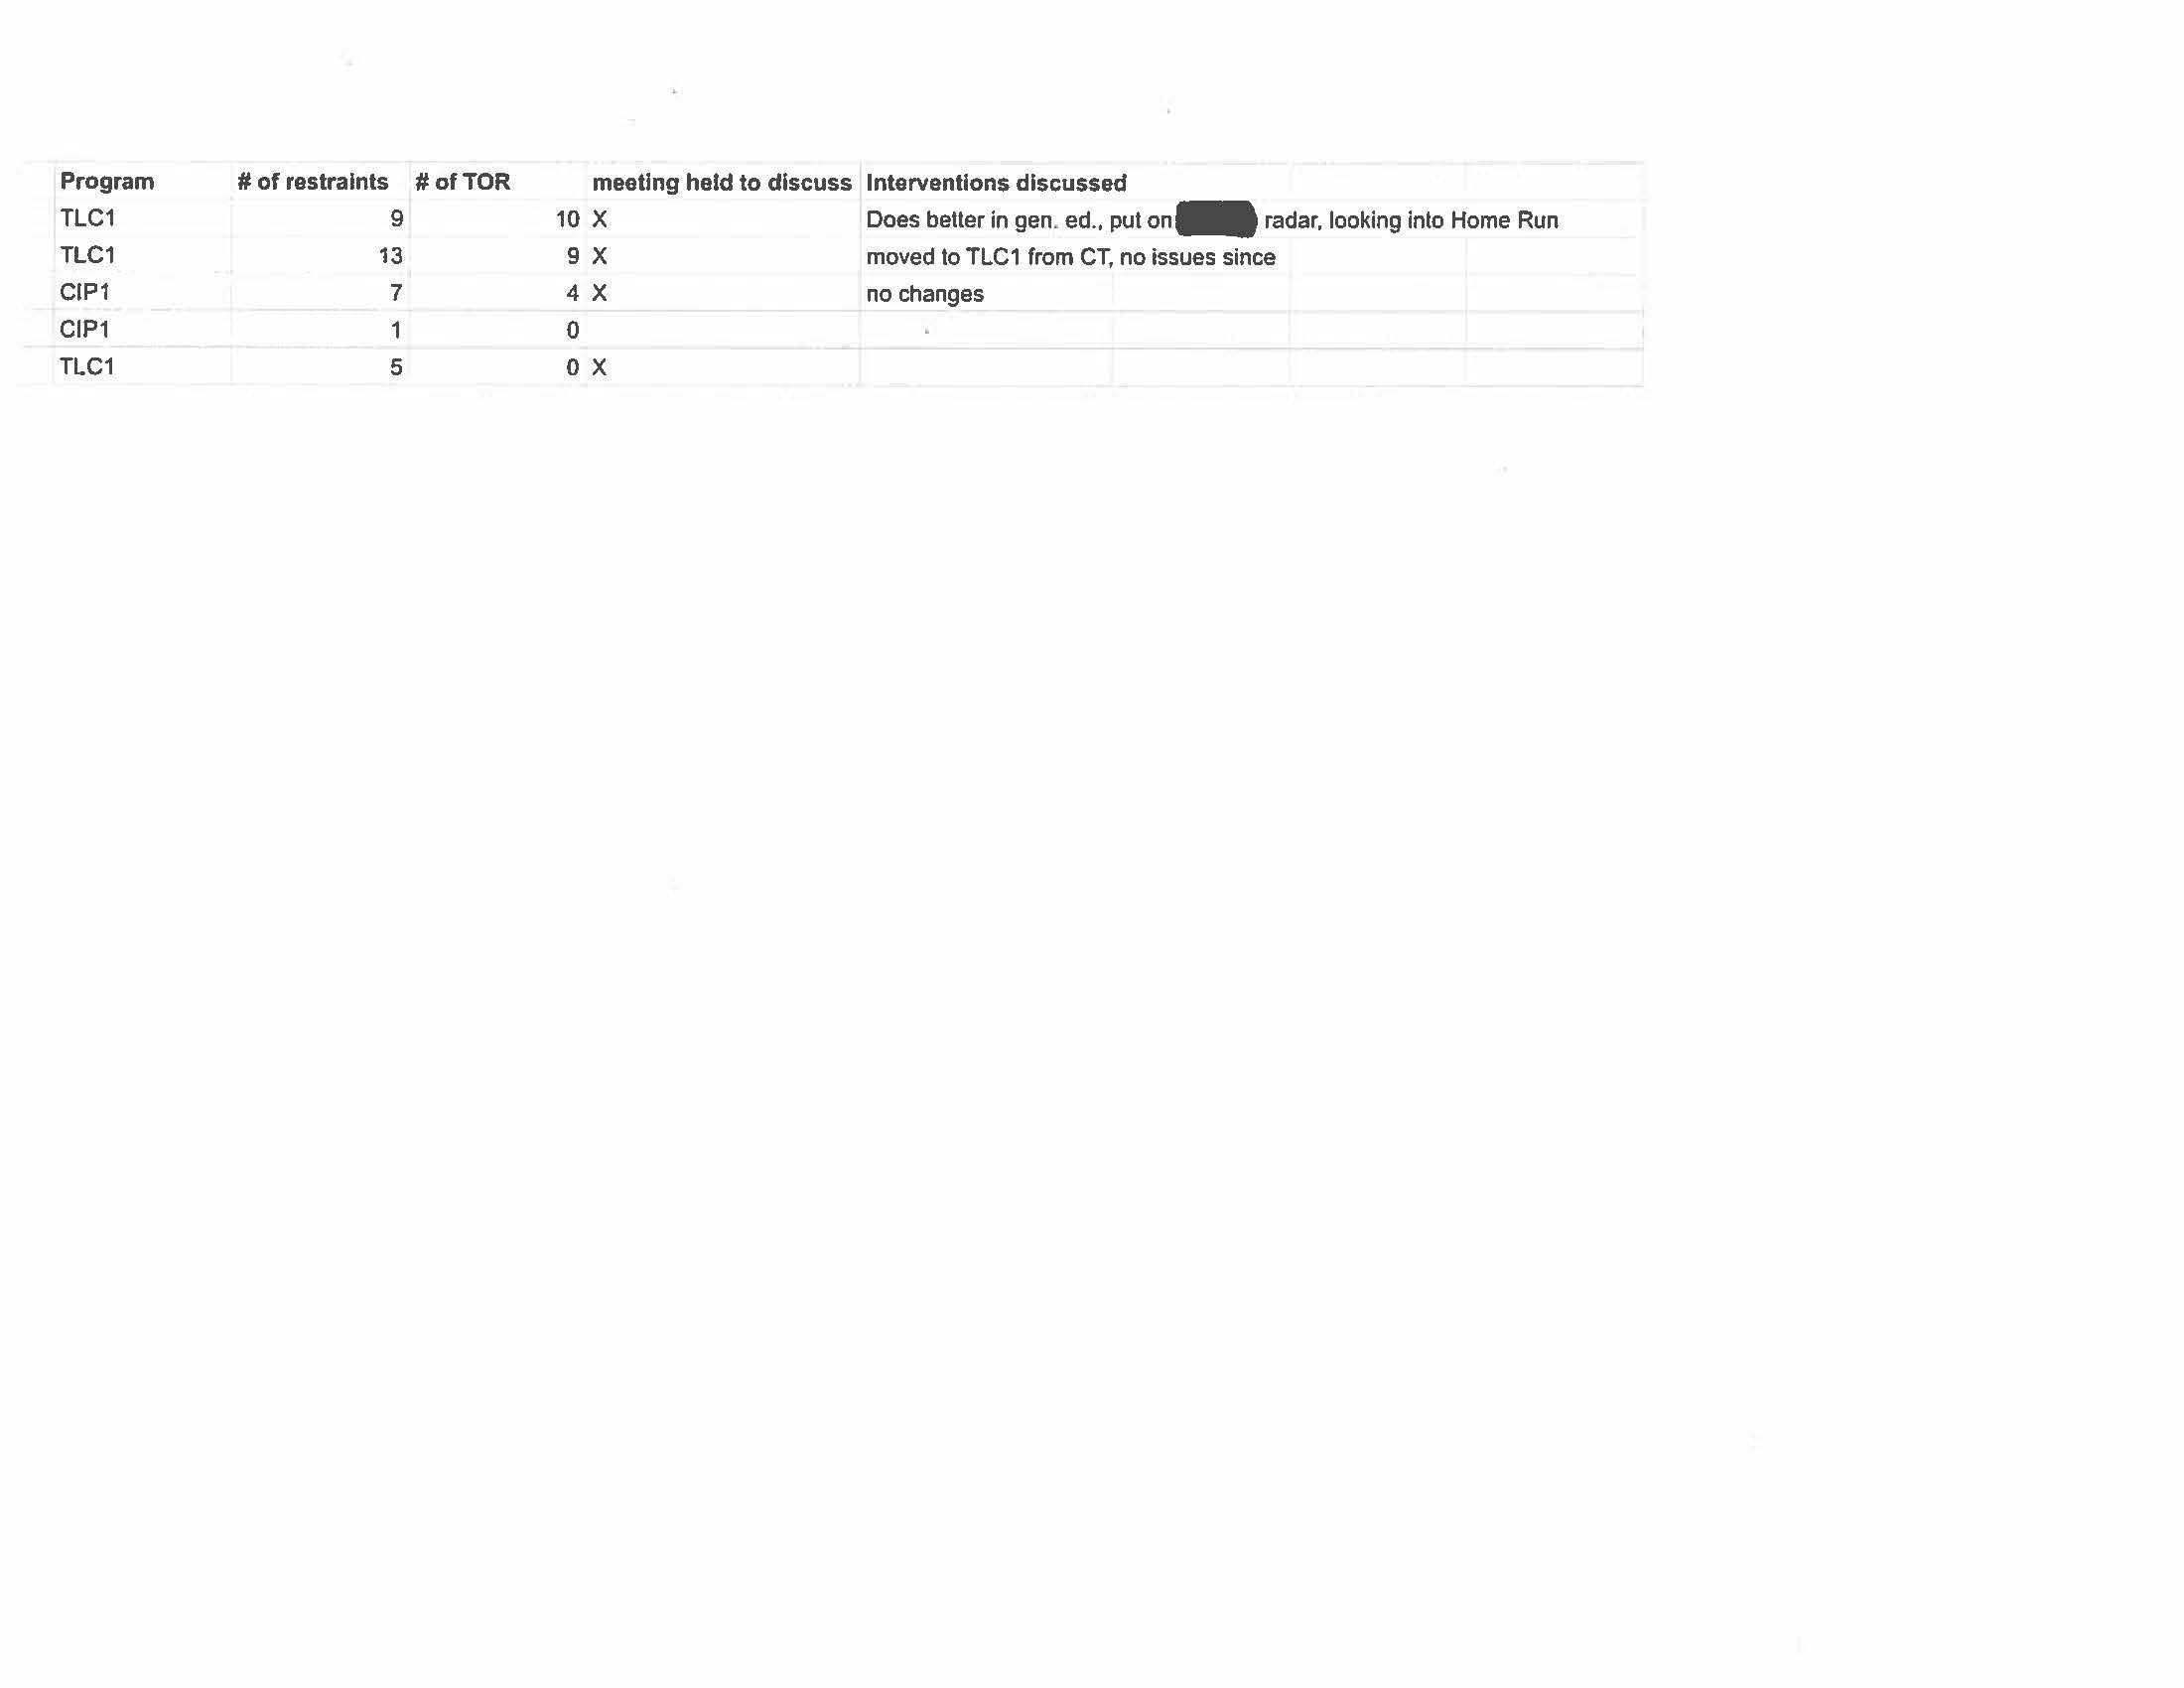 Program # of restraints # of TOR meeting held to discuss Interventions discussed
TLC1 9 10 X Does better in gen. ed., put on radar, looking into Home Run
TLC1 13 9 X moved to TLC1 from CT, no issues since
CIP1 7 4 X no changes
CIP1 1 0
TLC1 5 0 X